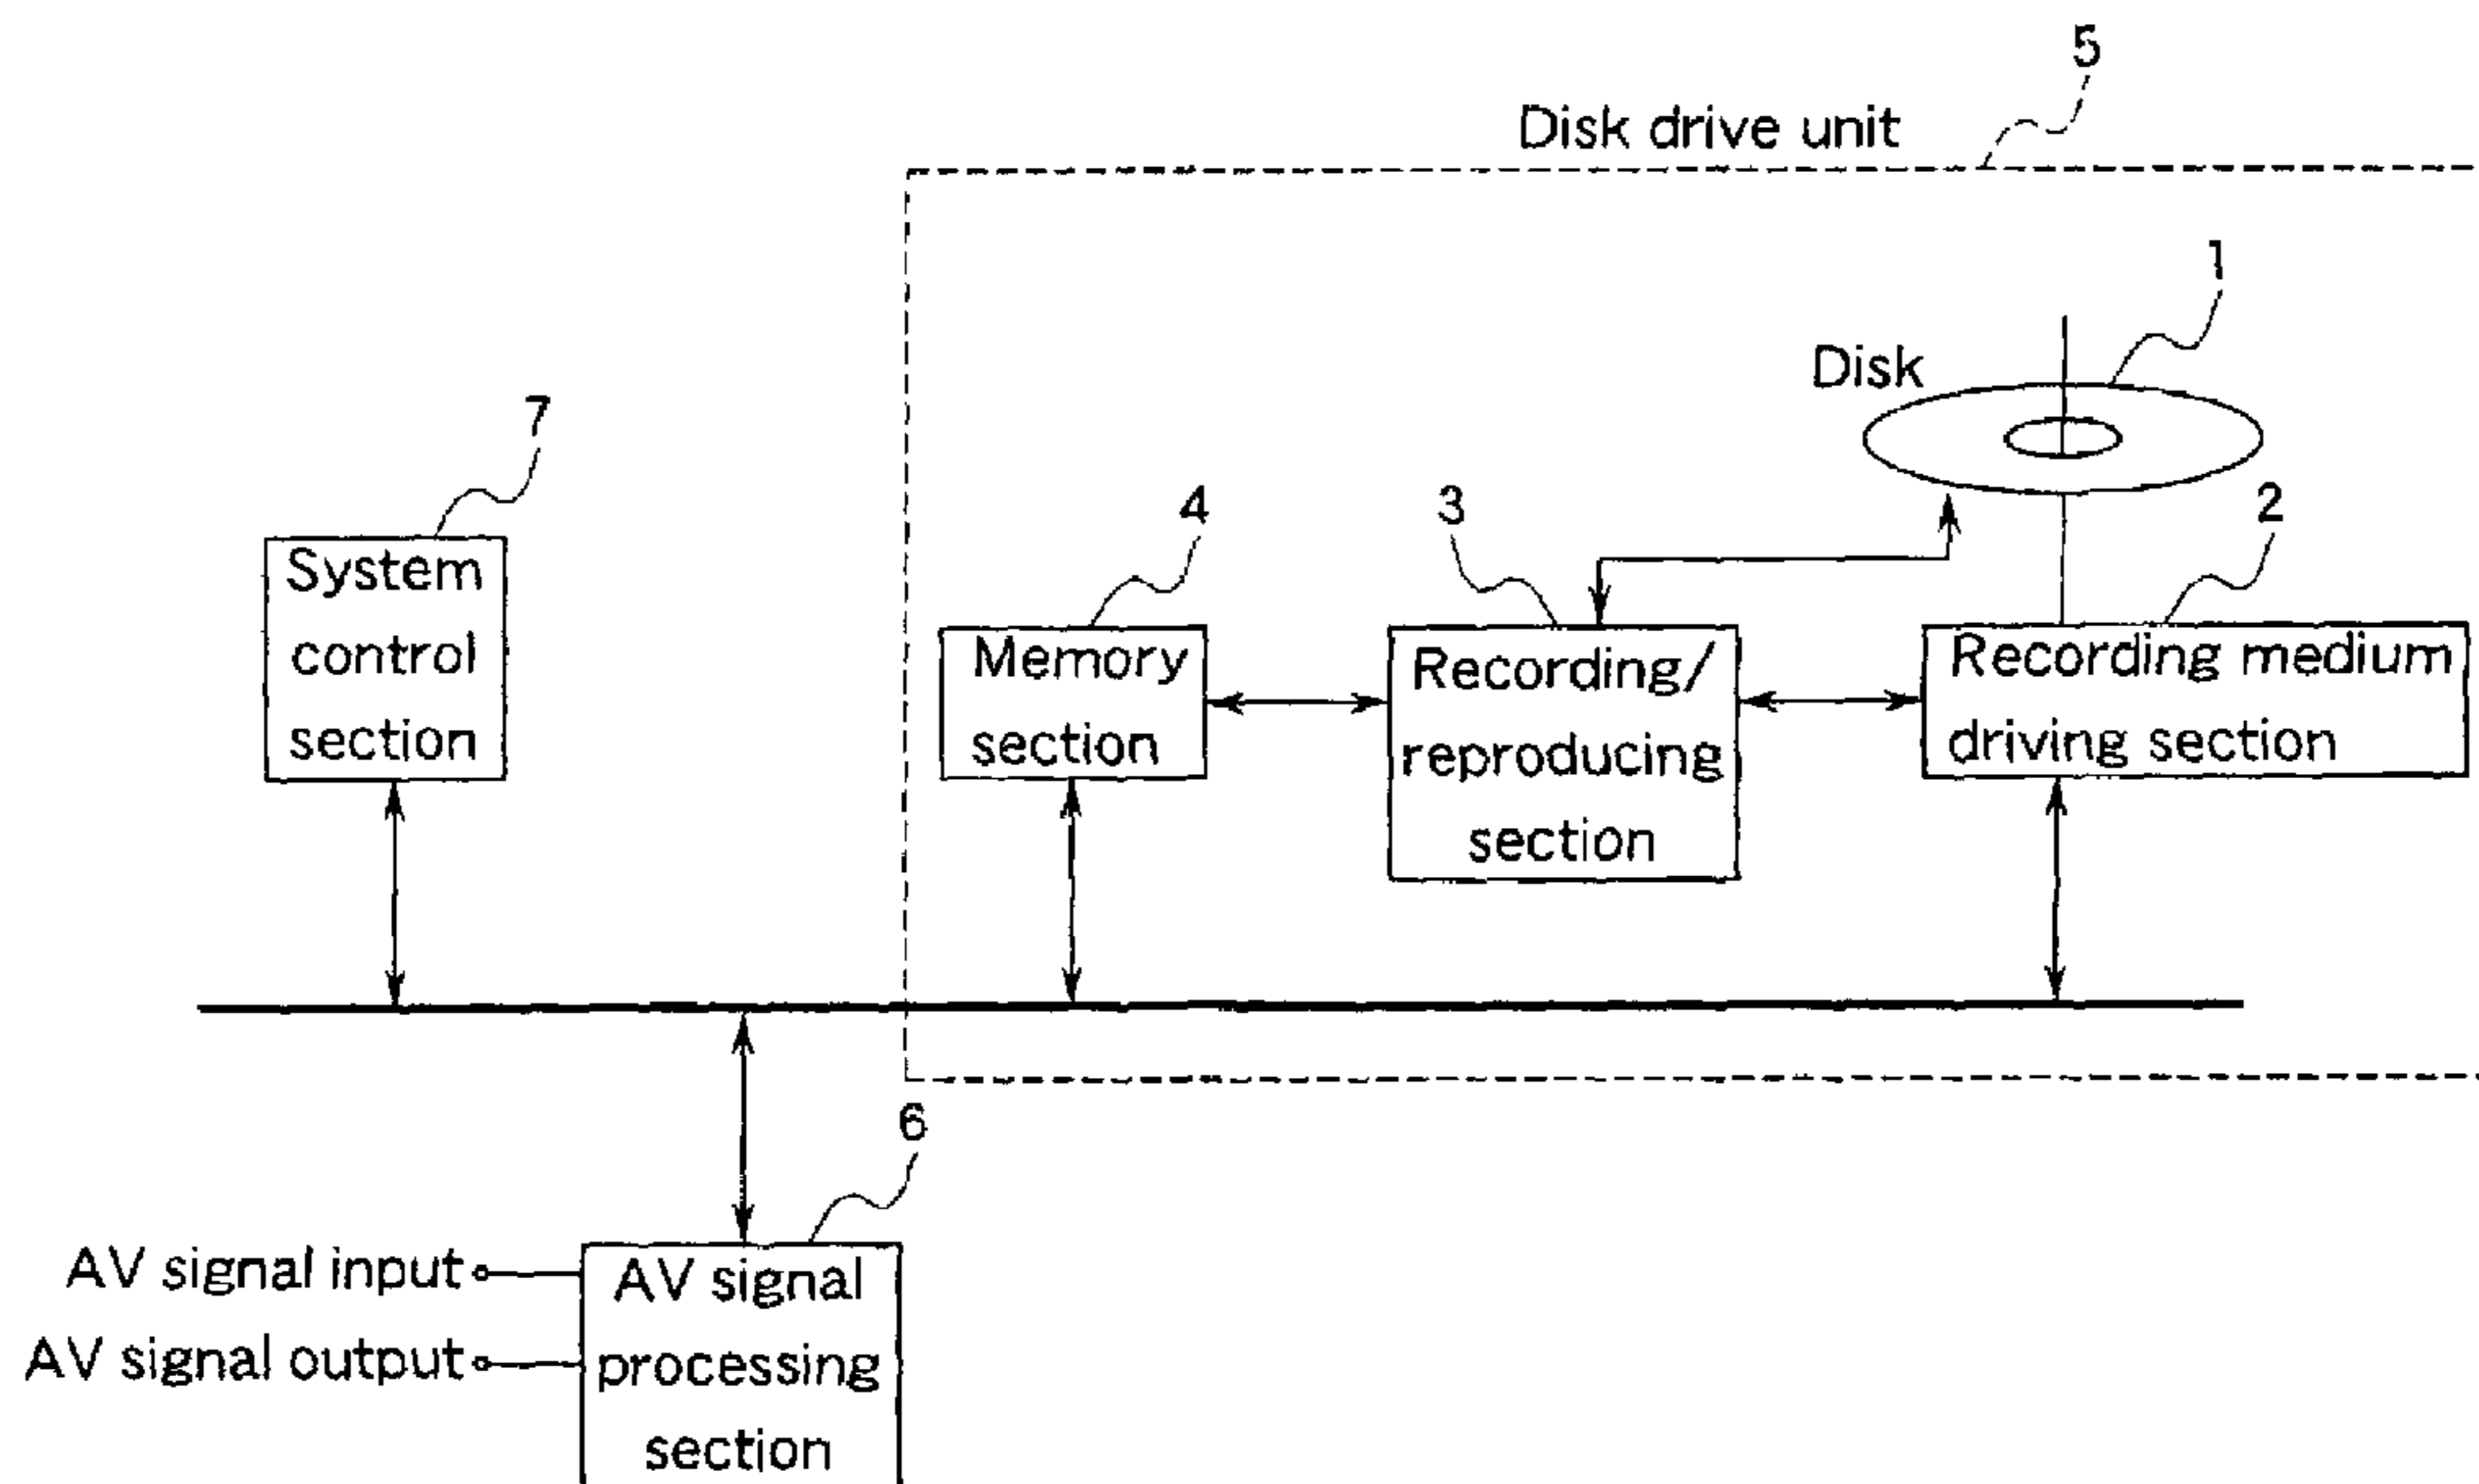 5
Disk drive unit
1
Disk
7
4
3
2
System
control
section
Memory
section
Recording/
reproducing
section
Recording medium
driving section
6
AV signal input
AV signal output
AV signal
processing
section